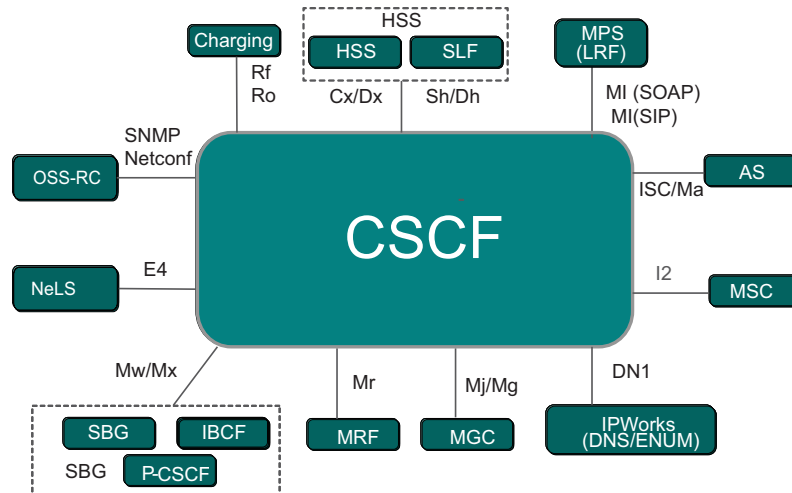 HSS
Charging
HSS
SLF
MPS
(LRF)
Rf
Ro
Cx/Dx
Sh/Dh
MI (SOAP)
MI(SIP)
SNMP
Netconf
OSS-RC
ISC/Ma
AS
CSCF
NeLS
E4
I2
MSC
Mw/Mx
Mr
Mj/Mg
DN1
SBG
IBCF
MRF
MGC
IPWorks
(DNS/ENUM)
SBG
P-CSCF